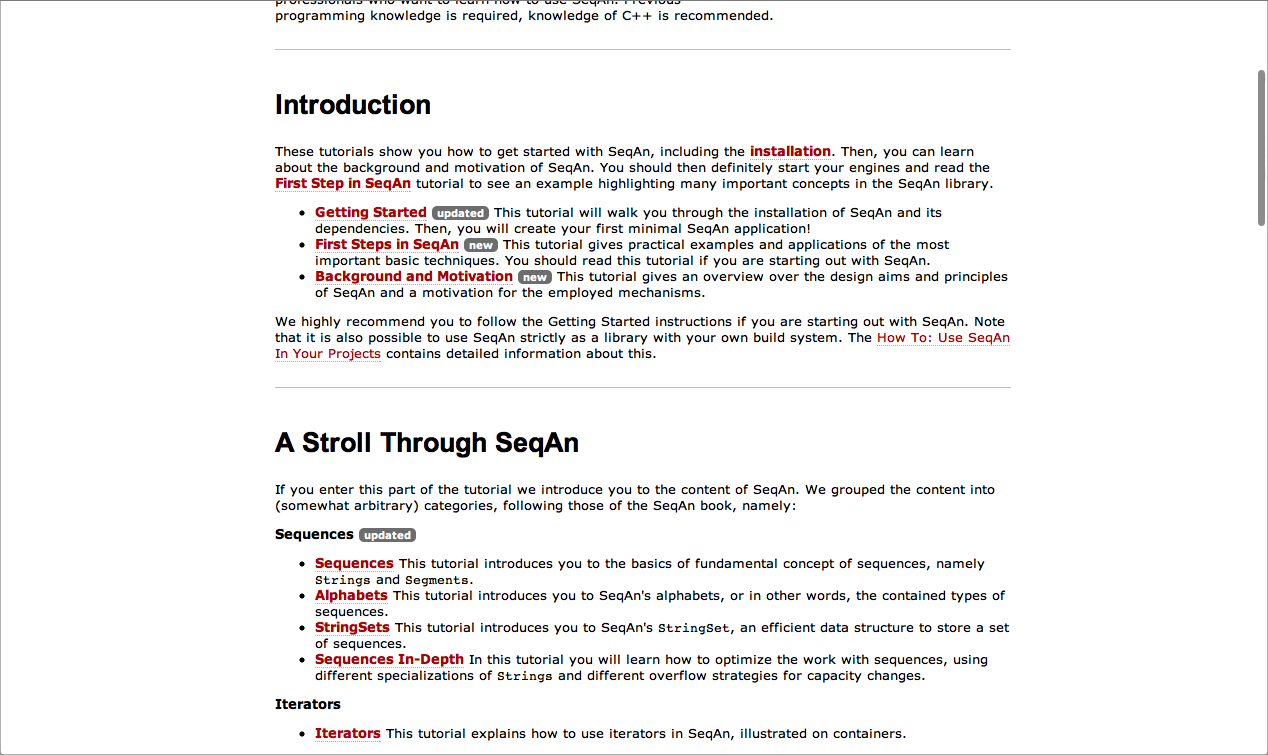 professionals who want to learn how to use SeqAn. Previous
programming knowledge is required, knowledge of C++ is recommended.
Introduction
These tutorials show you how to get started with SeqAn, including the installation. Then, you can learn
about the background and motivation of SeqAn. You should then definitely start your engines and read the
First Step in SeqAn tutorial to see an example highlighting many important concepts in the SeqAn library.
• Getting Started updated This tutorial will walk you through the installation of SeqAn and its
dependencies. Then, you will create your first minimal SeqAn application!
• First Steps in SeqAn new This tutorial gives practical examples and applications of the most
important basic techniques. You should read this tutorial if you are starting out with SeqAn.
• Background and Motivation new This tutorial gives an overview over the design aims and principles
of SeqAn and a motivation for the employed mechanisms.
We highly recommend you to follow the Getting Started instructions if you are starting out with SeqAn. Note
that it is also possible to use SeqAn strictly as a library with your own build system. The How To: Use SeqAn
In Your Projects contains detailed information about this.
A Stroll Through SeqAn
If you enter this part of the tutorial we introduce you to the content of SeqAn. We grouped the content into
(somewhat arbitrary) categories, following those of the SeqAn book, namely:
Sequences updated
• Sequences This tutorial introduces you to the basics of fundamental concept of sequences, namely
Strings and Segments.
• Alphabets This tutorial introduces you to SeqAn's alphabets, or in other words, the contained types of
sequences.
• StringSets This tutorial introduces you to SeqAn's StringSet, an efficient data structure to store a set
of sequences.
• Sequences In-Depth In this tutorial you will learn how to optimize the work with sequences, using
different specializations of Strings and different overflow strategies for capacity changes.
Iterators
• Iterators This tutorial explains how to use iterators in SeqAn, illustrated on containers.